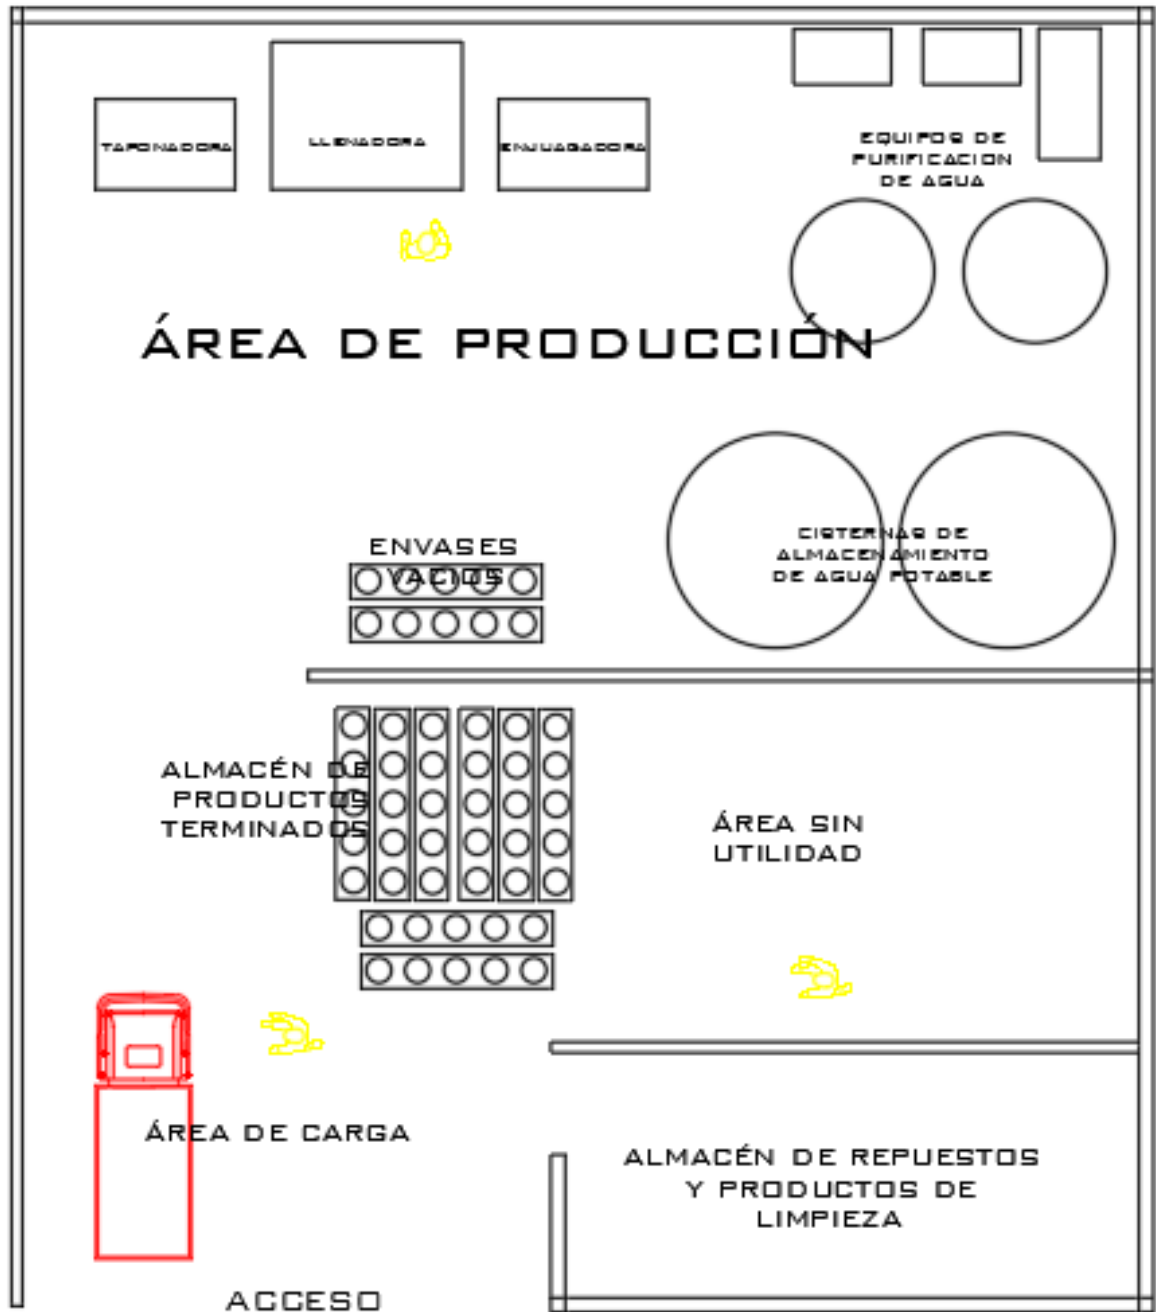 TAPONADORA
LLENADORA
ENJUAGADORA
EQUIPOS DE
PURIFICACION
DE AGUA
ÁREA DE PRODUCCIÓN
ENVASES
VACIOS
CISTERNAS DE
ALMACENAMIENTO
DE AGUA POTABLE
ALMACÉN DE
PRODUCTOS
TERMINADOS
ÁREA SIN
UTILIDAD
ÁREA DE CARGA
ALMACÉN DE REPUESTOS
Y PRODUCTOS DE
LIMPIEZA
ACCESO